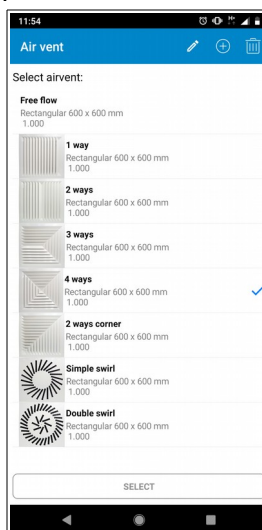 11:54
Air vent
Select airvent:
Free flow
Rectangular 600 x 600 mm
1.000
1 way
Rectangular 600 x 600 mm
1.000
2 ways
Rectangular 600 x 600 mm
1.000
3 ways
Rectangular 600 x 600 mm
1.000
4 ways
Rectangular 600 x 600 mm
1.000
2 ways corner
Rectangular 600 x 600 mm
1.000
Simple swirl
Rectangular 600 x 600 mm
1.000
Double swirl
Rectangular 600 x 600 mm
1.000
SELECT